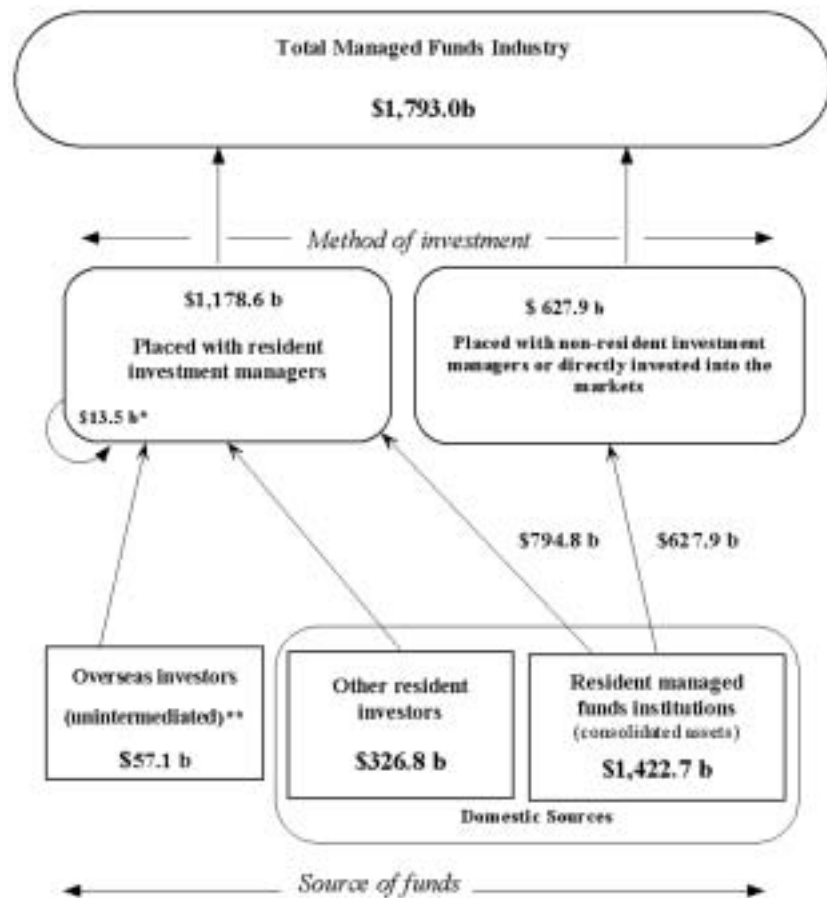 Total Managed Funds Industry
$1,793.0b
Method of investment
$1,178.6 b
Placed with resident
investment managers
$13.5 b*
$ 627.9 b
Placed with non-resident investment
managers or directly invested into the
markets
$794.8 b
$627.9 b
Overseas investors
(unintermediated)**
$57.1 b
Other resident
investors
$326.8 b
Resident managed
funds institutions
(consolidated assets)
$1,422.7 b
Domestic Sources
Source of funds